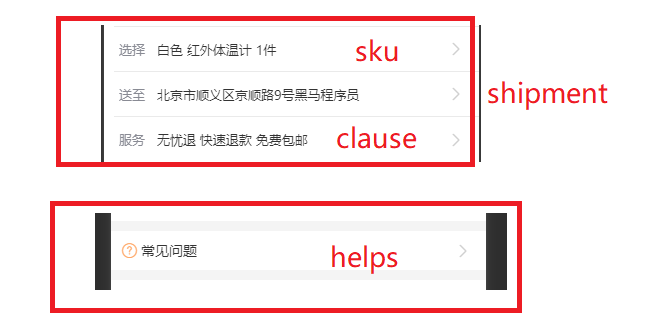 选择 白色 红外体温计 1件 sku
送至 北京市顺义区京顺路9号黑马程序员
shipment
服务 无忧退 快速退款 免费包邮 clause
? 常见问题 helps